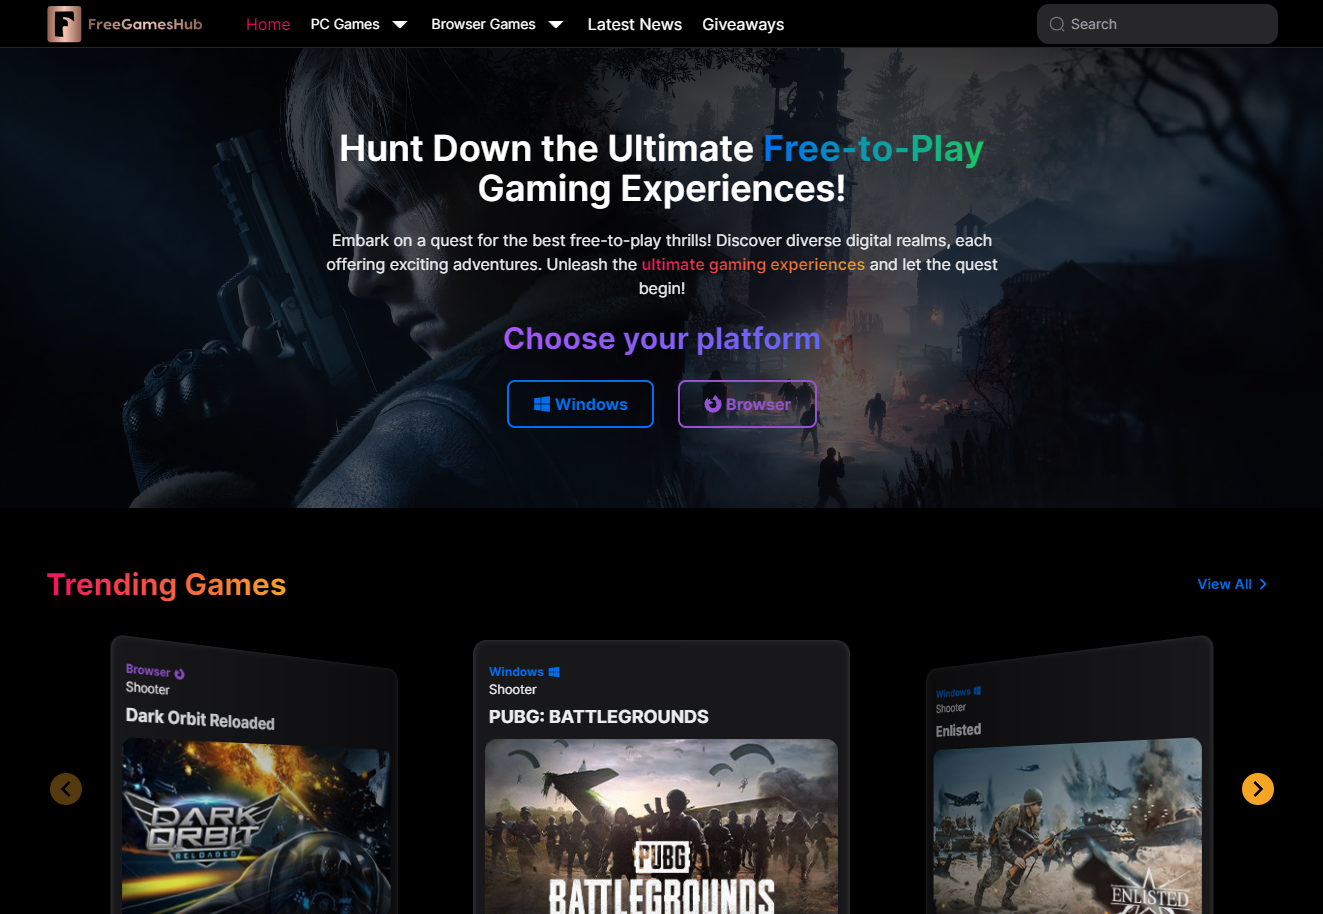 FreeGamesHub
Home
PC Games
Browser Games
Latest News
Giveaways
Search
Hunt Down the Ultimate Free-to-Play
Gaming Experiences!
Embark on a quest for the best free-to-play thrills! Discover diverse digital realms, each
offering exciting adventures. Unleash the ultimate gaming experiences and let the quest
begin!
Choose your platform
Windows
Browser
Trending Games
View All
Browser
Shooter
Dark Orbit Reloaded
DARK
ORBIT
RELOADED
Windows
Shooter
PUBG: BATTLEGROUNDS
PUBG
BATTLEGROUNDS
Windows
Shooter
Enlisted
ENLISTED